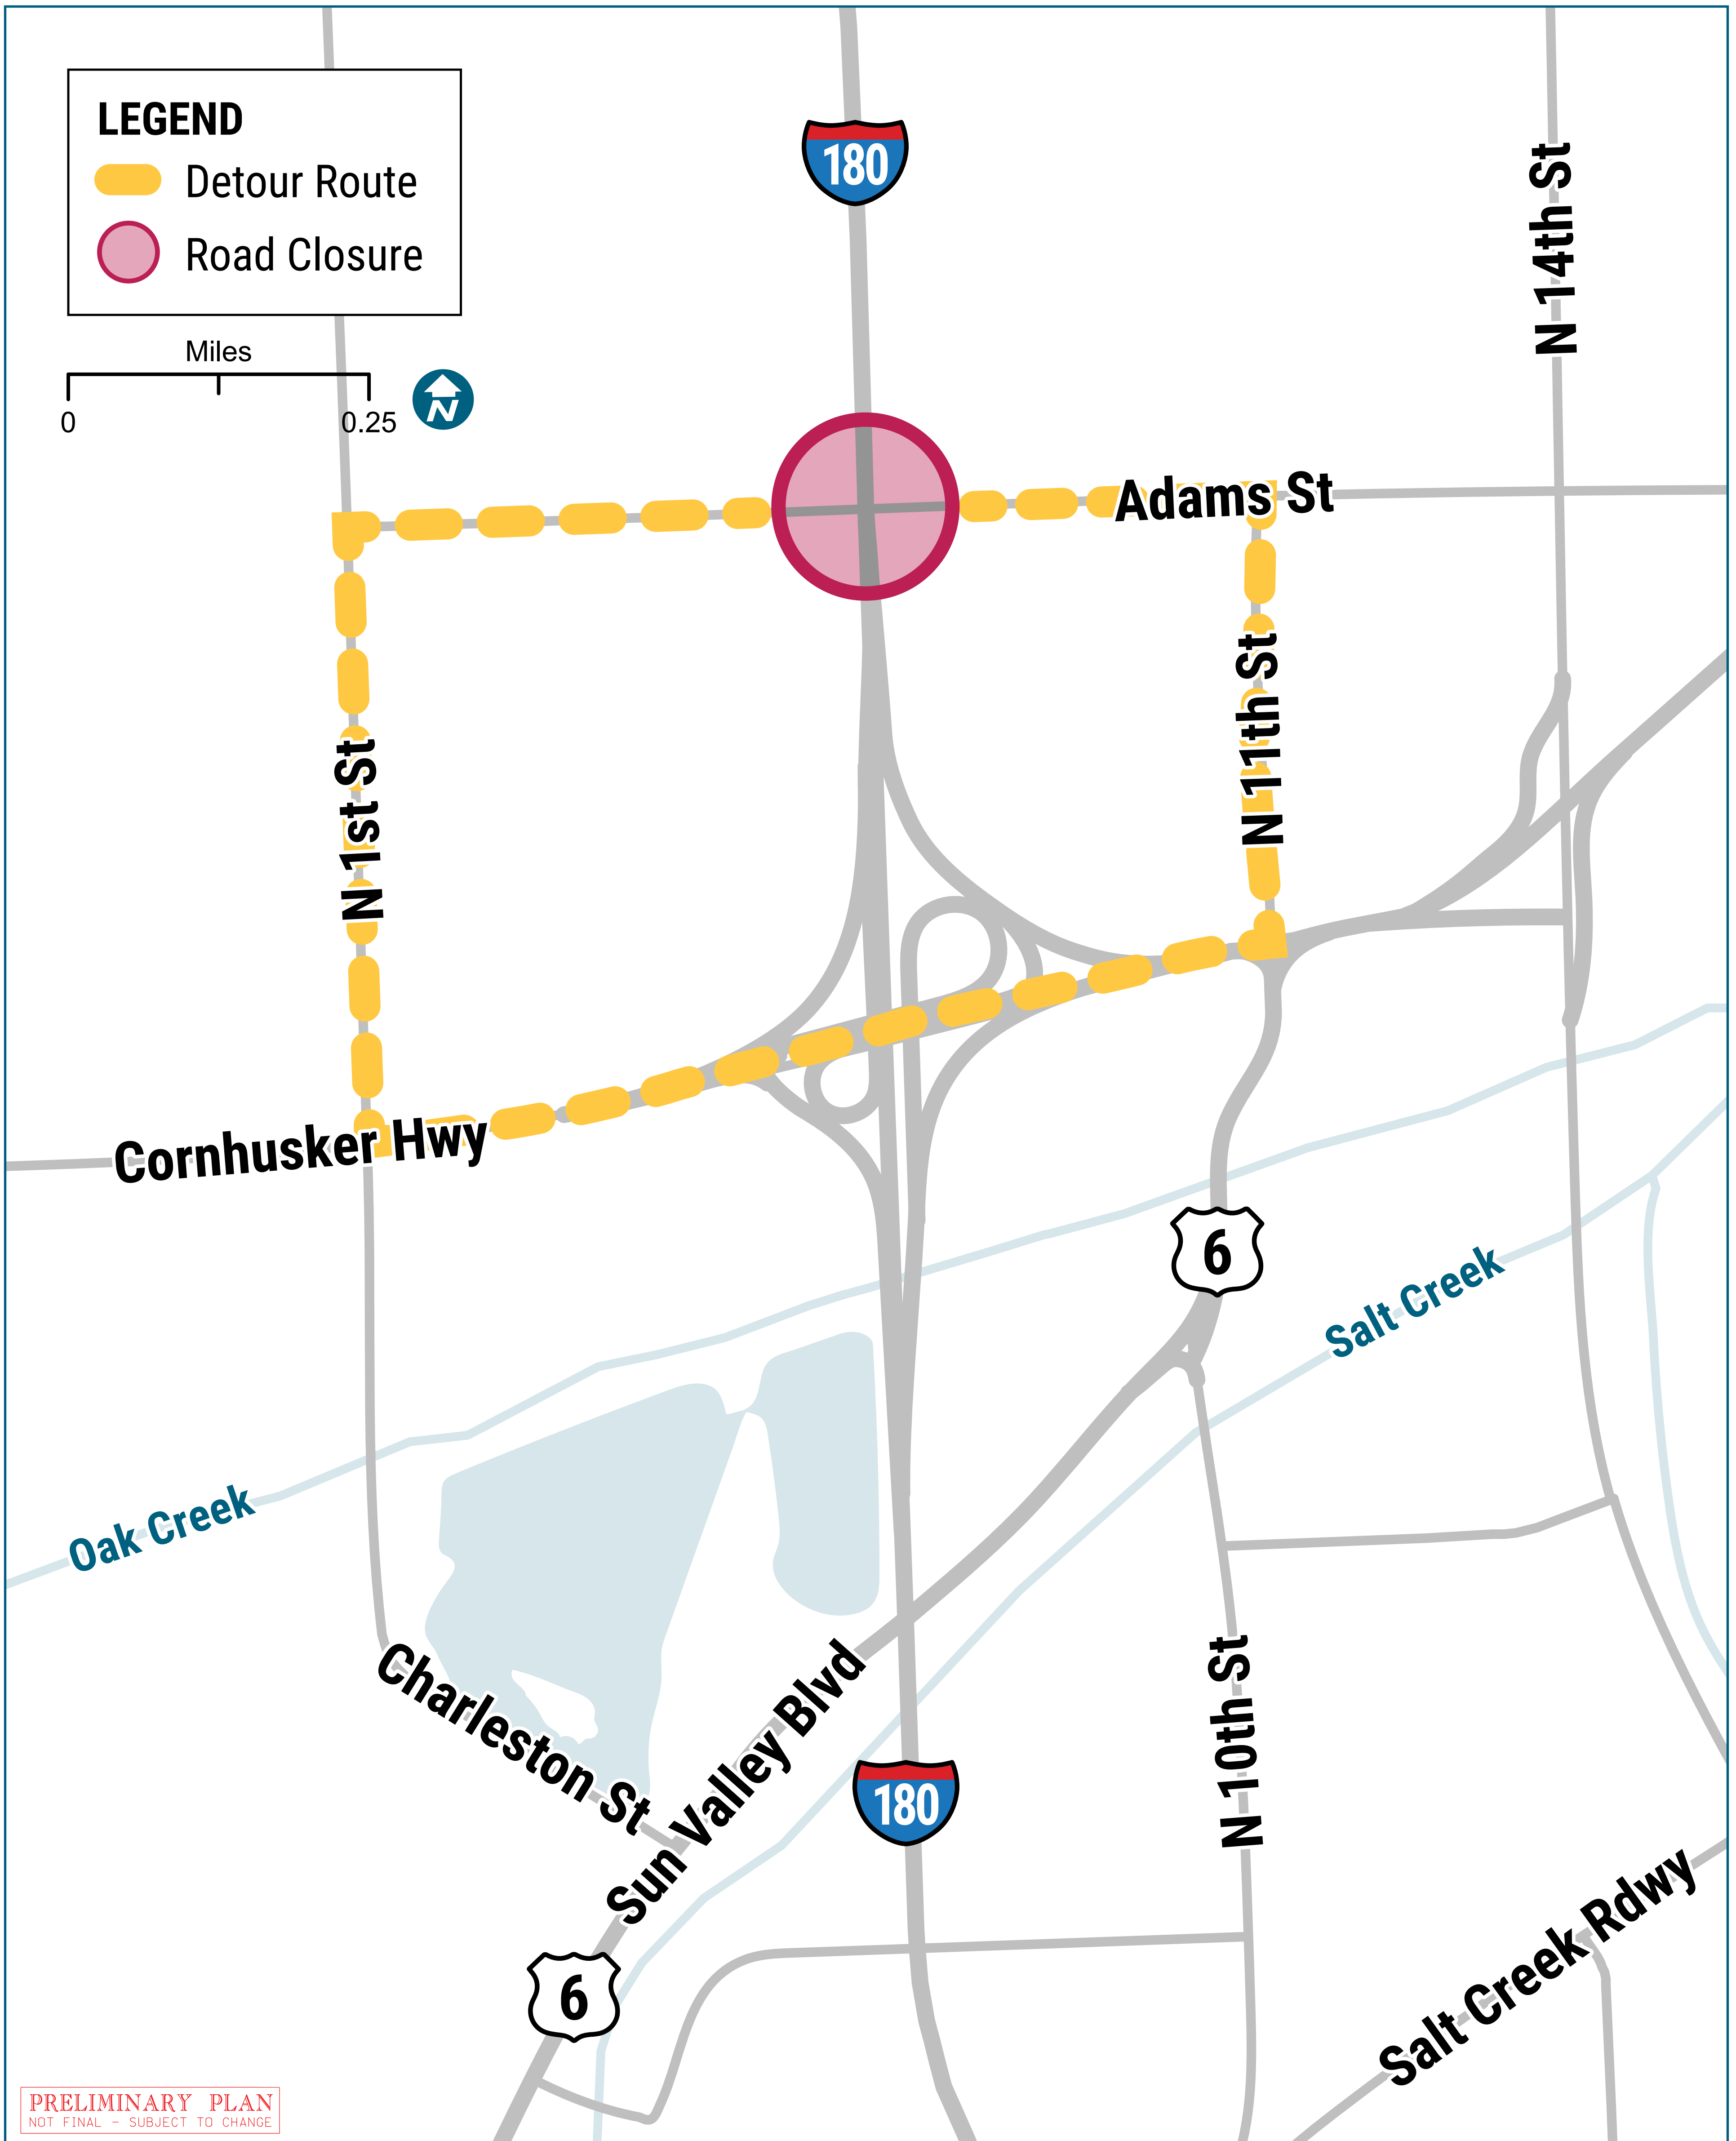 LEGEND
Detour Route
Road Closure
Miles
0
0.25
N
180
N 14th St
Adams St
N 11th St
N 1st St
Cornhusker Hwy
6
Salt Creek
Oak Creek
Charleston St
Sun Valley Blvd
N 10th St
180
Salt Creek Rdwy
6
PRELIMINARY PLAN
NOT FINAL – SUBJECT TO CHANGE